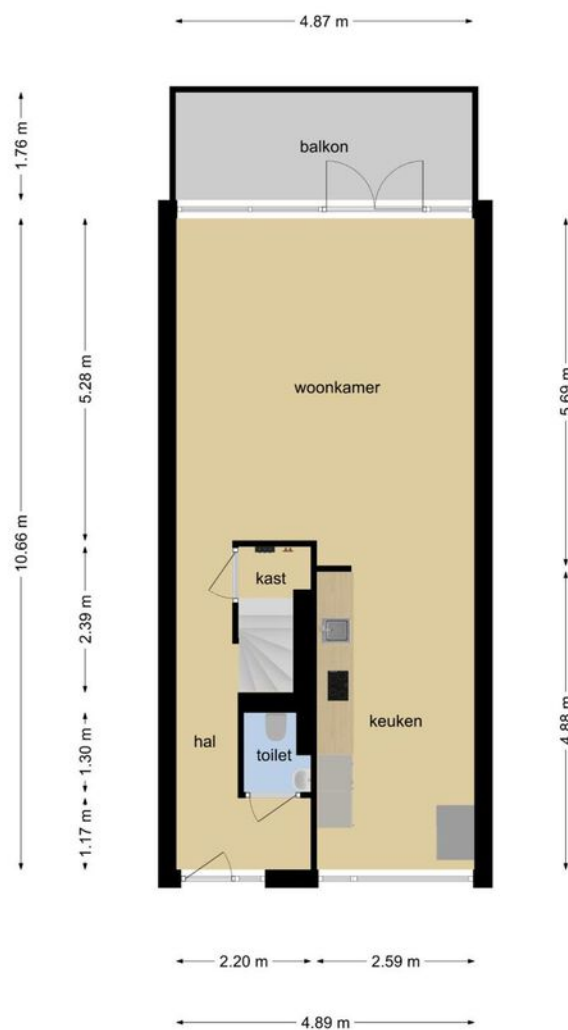 4.87 m
1.76 m
balkon
5.28 m
woonkamer
5.69 m
10.66 m
kast
2.39 m
keuken
4.88 m
hal
toilet
1.30 m
1.17 m
2.20 m
2.59 m
4.89 m